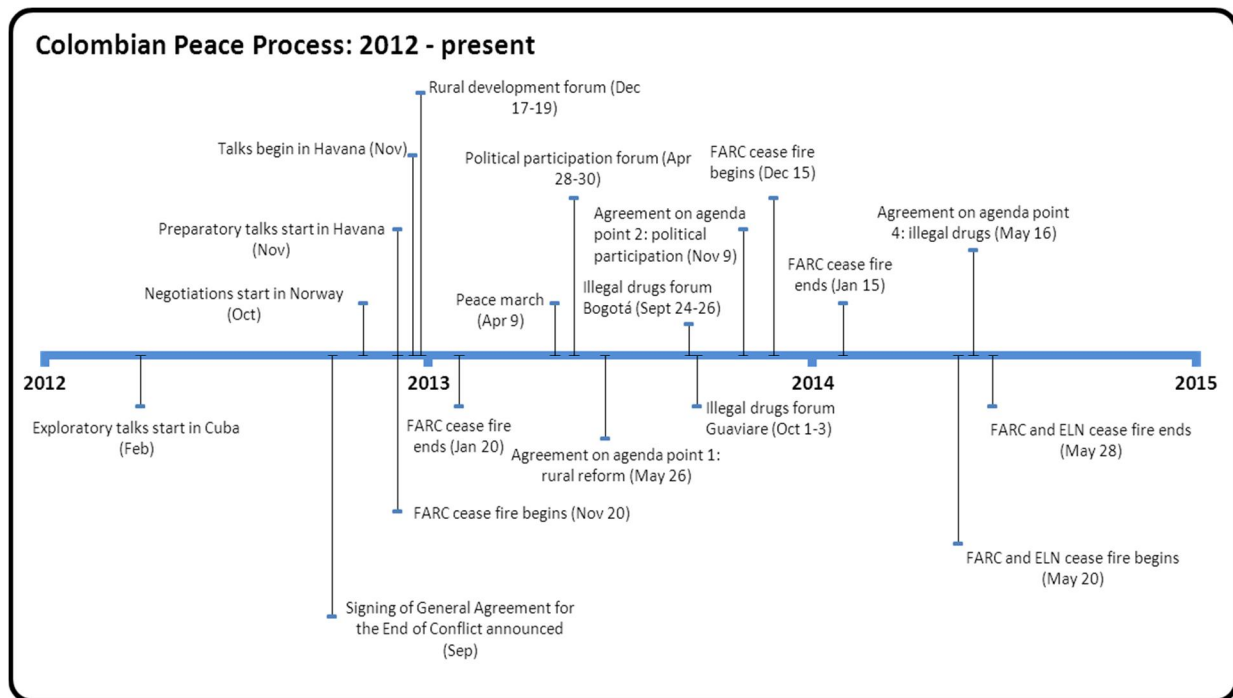 Colombian Peace Process: 2012 - present
Rural development forum (Dec
17-19)
Talks begin in Havana (Nov)
Political participation forum (Apr
28-30)
FARC cease fire
begins (Dec 15)
Preparatory talks start in Havana
(Nov)
Agreement on agenda
point 2: political
participation (Nov 9)
Agreement on agenda point
4: illegal drugs (May 16)
Negotiations start in Norway
(Oct)
Peace march
(Apr 9)
Illegal drugs forum
Bogotá (Sept 24-26)
FARC cease fire
ends (Jan 15)
2012
2013
2014
2015
Exploratory talks start in Cuba
(Feb)
FARC cease fire
ends (Jan 20)
Agreement on agenda point 1:
rural reform (May 26)
Illegal drugs forum
Guaviare (Oct 1-3)
FARC and ELN cease fire ends
(May 28)
FARC cease fire begins (Nov 20)
FARC and ELN cease fire begins
(May 20)
Signing of General Agreement for
the End of Conflict announced
(Sep)